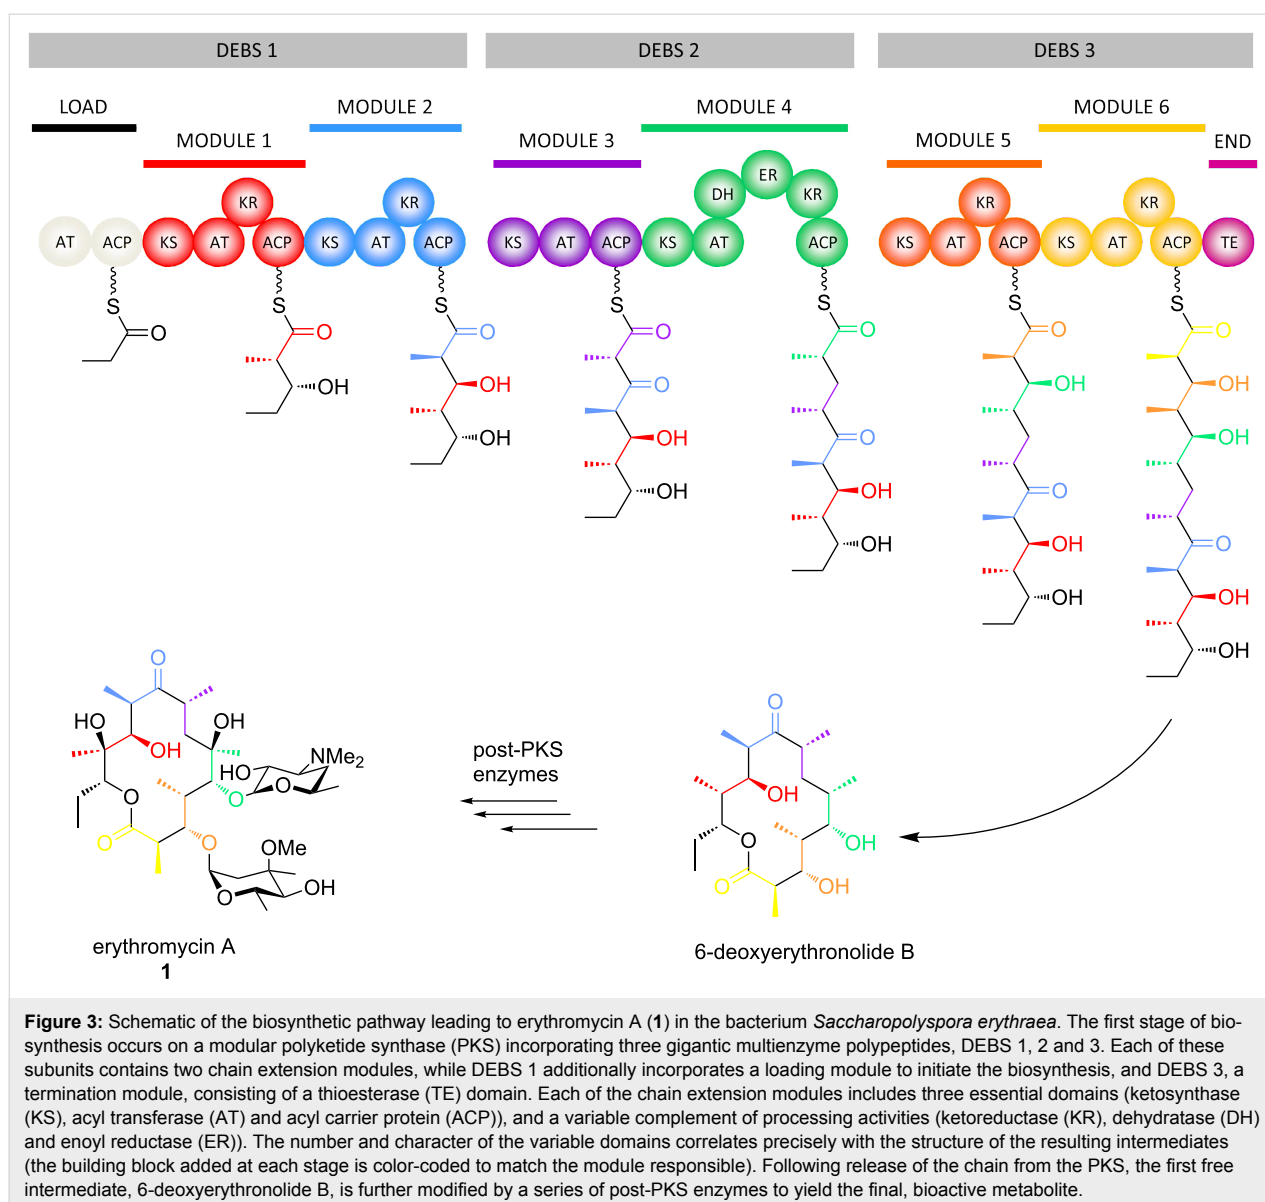 DEBS 1 DEBS 2 DEBS 3
LOAD MODULE 2 MODULE 4 MODULE 6
MODULE 1 MODULE 3 MODULE 5 END
ER
DH KR
KR KR KR KR
AT ACP KS AT ACP KS AT ACP KS AT ACP KS AT ACP KS AT ACP KS AT ACP TE
S S S S S S S
O O O O O O O
OH O OH OH
OH OH OH O OH
OH OH OH O O
OH OH OH O
OH OH OH
OH OH
O
HO OH
OH
NMe2
HO
O
O
O
O
O
OMe
O
OH
post-PKS
enzymes
O
OH
O
OH
O
OH
erythromycin A
1
6-deoxyerythronolide B
Figure 3: Schematic of the biosynthetic pathway leading to erythromycin A (1) in the bacterium Saccharopolyspora erythraea. The first stage of bio-
synthesis occurs on a modular polyketide synthase (PKS) incorporating three gigantic multienzyme polypeptides, DEBS 1, 2 and 3. Each of these
subunits contains two chain extension modules, while DEBS 1 additionally incorporates a loading module to initiate the biosynthesis, and DEBS 3, a
termination module, consisting of a thioesterase (TE) domain. Each of the chain extension modules includes three essential domains (ketosynthase
(KS), acyl transferase (AT) and acyl carrier protein (ACP)), and a variable complement of processing activities (ketoreductase (KR), dehydratase (DH)
and enoyl reductase (ER)). The number and character of the variable domains correlates precisely with the structure of the resulting intermediates
(the building block added at each stage is color-coded to match the module responsible). Following release of the chain from the PKS, the first free
intermediate, 6-deoxyerythronolide B, is further modified by a series of post-PKS enzymes to yield the final, bioactive metabolite.